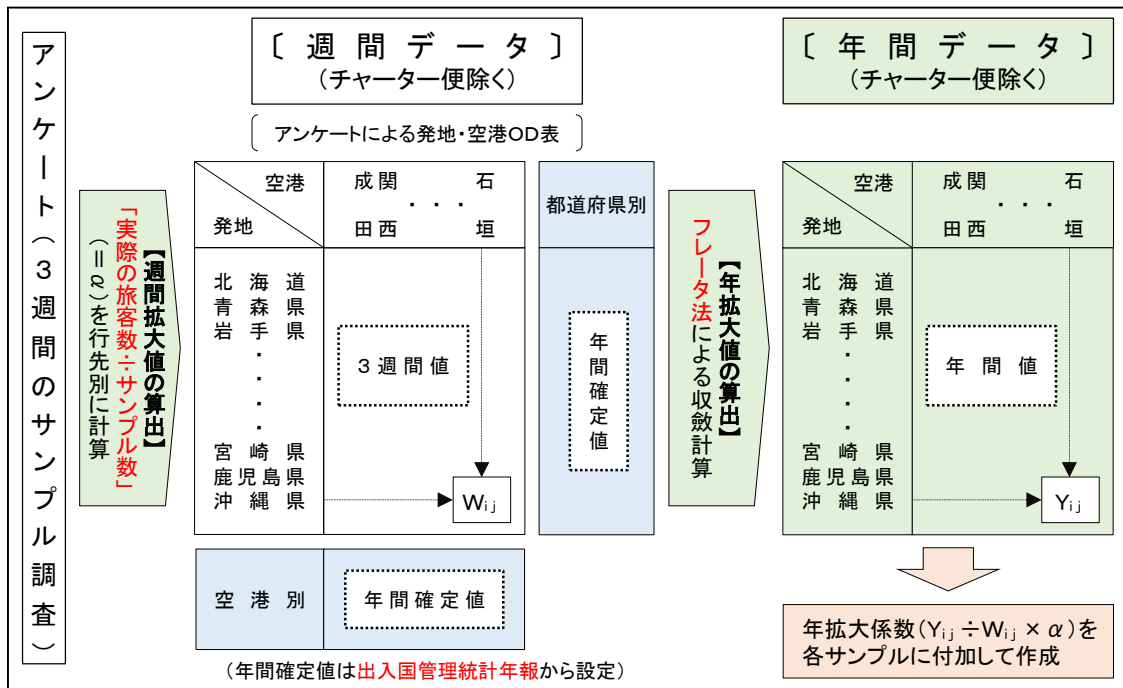 アンケート(3週間のサンプル調査)
〔週間データ〕
(チャーター便除く)
アンケートによる発地・空港OD表
【週間拡大値の算出】
「実際の旅客数÷サンプル数」
(=α)を行先別に計算
空港
発地
成関 石
・・・
田西 垣
北海道
青森県
岩手県
・
・
・
宮崎県
鹿児島県
沖縄県
3週間値
Wij
都道府県別
年間確定値
空港別
年間確定値
(年間確定値は出入国管理統計年報から設定)
【年拡大値の算出】
フレータ法による収斂計算
〔年間データ〕
(チャーター便除く)
空港
発地
成関 石
・・・
田西 垣
北海道
青森県
岩手県
・
・
・
宮崎県
鹿児島県
沖縄県
年間値
Yij
年拡大係数(Yij÷Wij×α)を
各サンプルに付加して作成